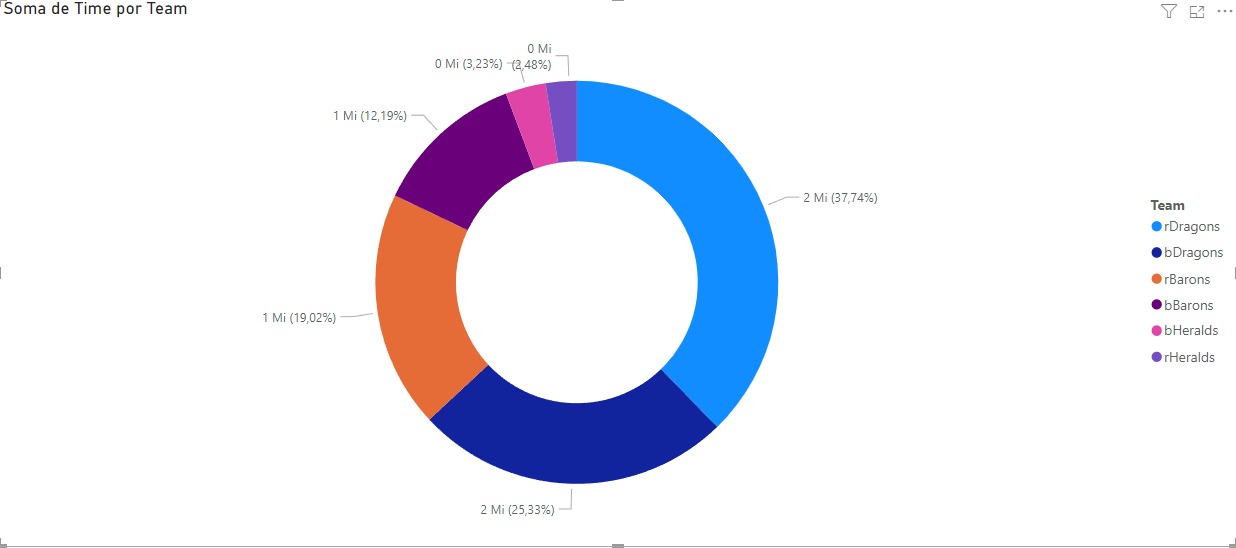 Soma de Time por Team
0 Mi
(2,48%)
0 Mi (3,23%)
1 Mi (12,19%)
2 Mi (37,74%)
1 Mi (19,02%)
2 Mi (25,33%)
Team
rDragons
bDragons
rBarons
bBarons
bHeralds
rHeralds